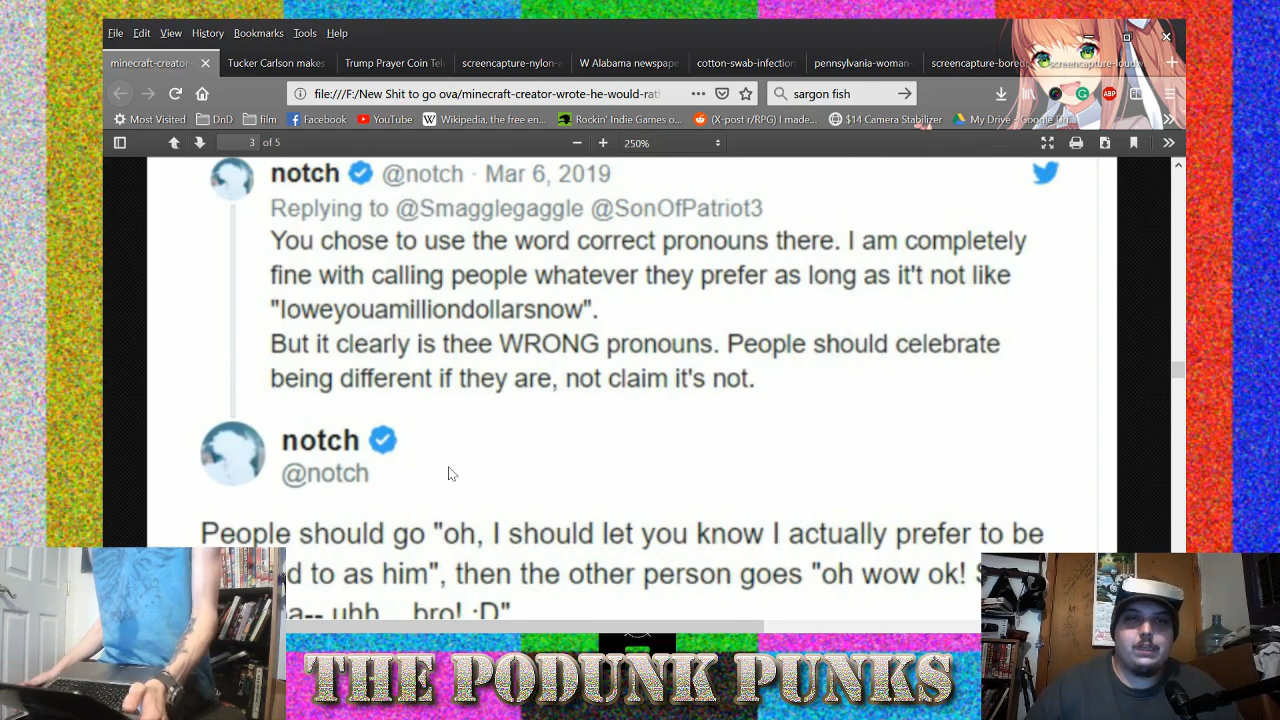 File Edit View History Bookmarks Tools Help
minecraft-creator- Tucker Carlson makes Trump Prayer Coin Tel screencapture-nylon-a W Alabama newspape cotton-swab-infection pennsylvania-woman- screencapture-bored screencapture-loudw
file:///F:/New Shit to go ova/minecraft-creator-wrote-he-would-rat sargon fish ABP
Most Visited DnD film Facebook YouTube Wikipedia, the free en... Rockin' Indie Games o... (X-post r/RPG) I made... $14 Camera Stabilizer My Drive - Google Dri...
3 of 5 250%
notch @notch · Mar 6, 2019
Replying to @Smagglegaggle @SonOfPatriot3
You chose to use the word correct pronouns there. I am completely
fine with calling people whatever they prefer as long as it't not like
"Ioweyouamilliondollarsnow".
But it clearly is thee WRONG pronouns. People should celebrate
being different if they are, not claim it's not.
notch
@notch
People should go "oh, I should let you know I actually prefer to be
d to as him", then the other person goes "oh wow ok! S
a-- uhh... bro! :D"
THE PODUNK PUNKS